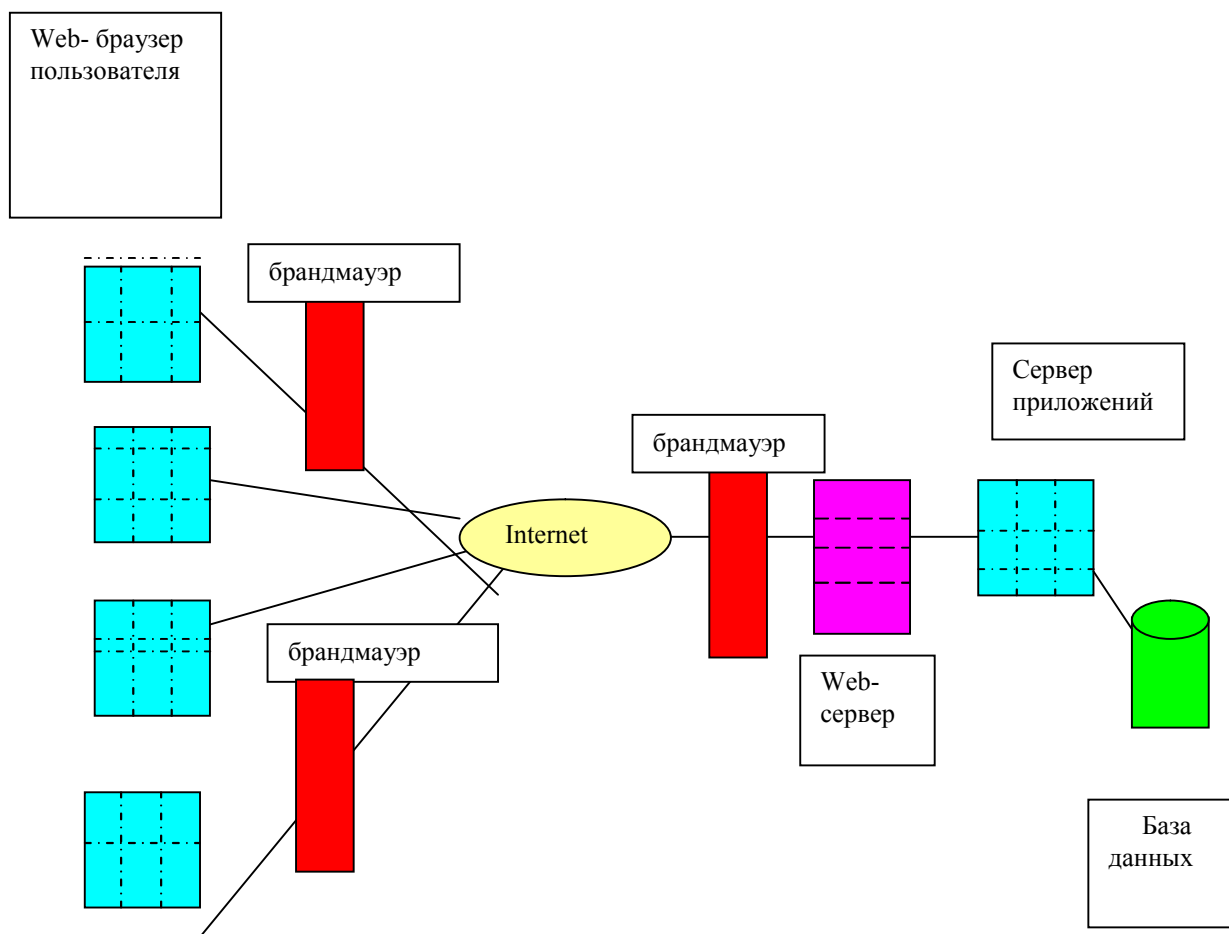 Web- браузер
пользователя
брандмауэр
Сервер
приложений
брандмауэр
Internet
брандмауэр
Web-
сервер
База
данных